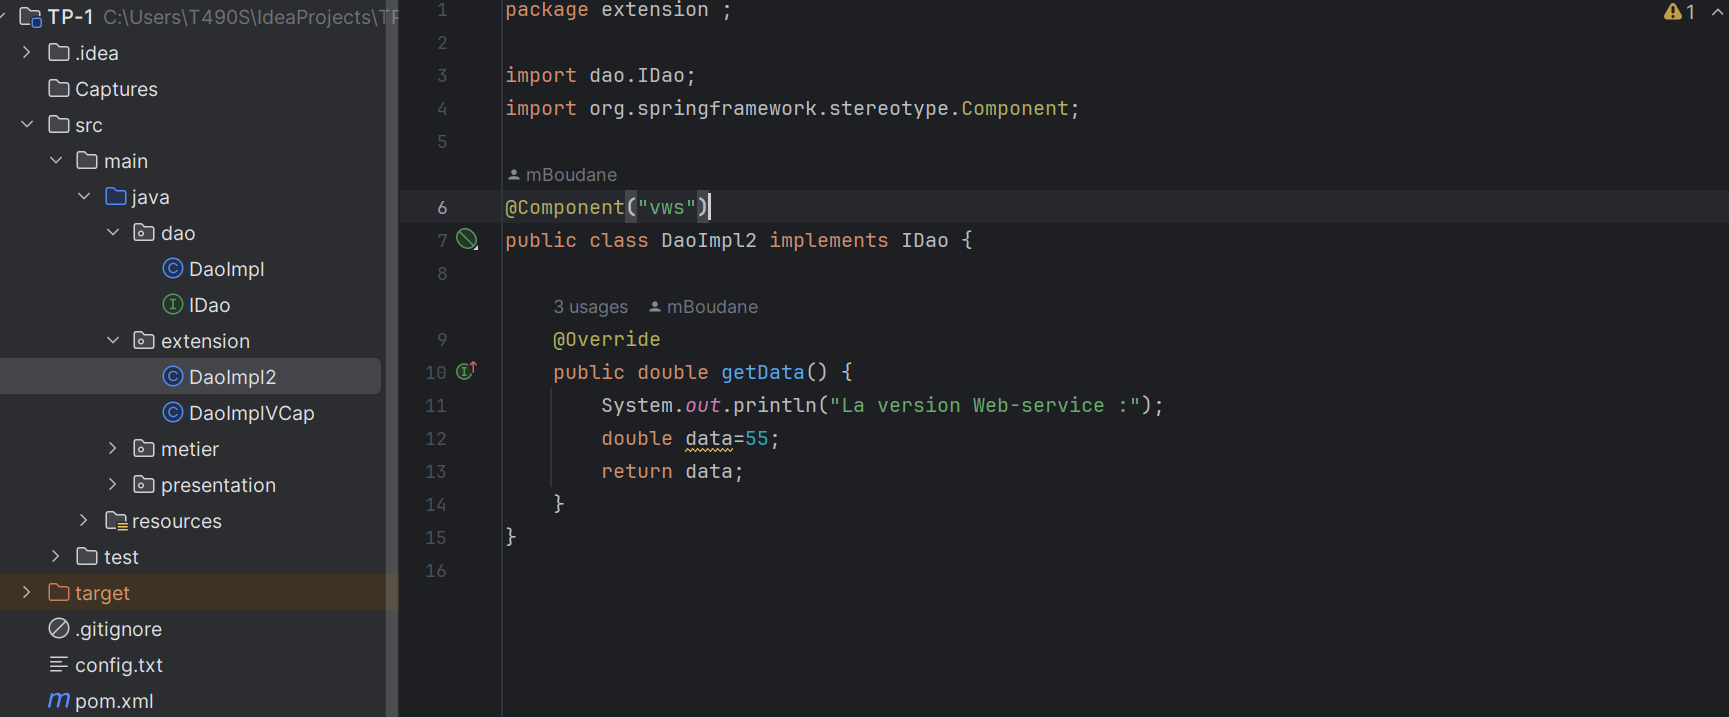 TP-1 C:\Users\T490S\IdeaProjects\TP
.idea
Captures
src
main
java
dao
DaoImpl
IDao
extension
DaoImpl2
DaoImplVCap
metier
presentation
resources
test
target
.gitignore
config.txt
pom.xml
1 package extension ;
2
3 import dao.IDao;
4 import org.springframework.stereotype.Component;
5
mBoudane
6 @Component("vws")
7 public class DaoImpl2 implements IDao {
8
3 usages mBoudane
9 @Override
10 public double getData() {
11 System.out.println("La version Web-service :");
12 double data=55;
13 return data;
14 }
15 }
16
1